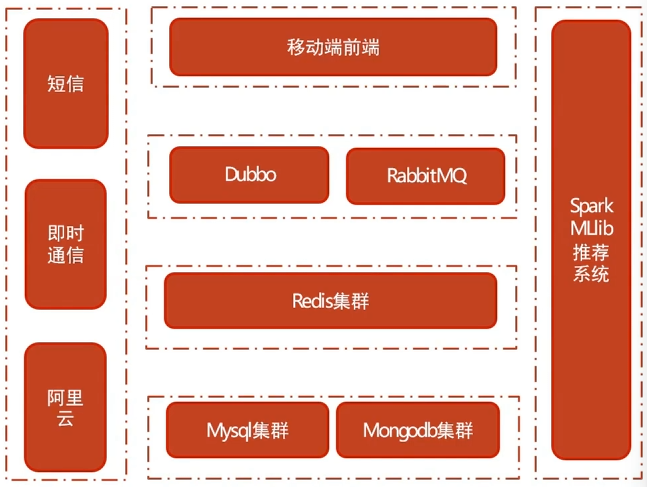 短信
即时
通信
阿里
云
移动端前端
Dubbo
RabbitMQ
Redis集群
Mysql集群
Mongodb集群
Spark
MLlib
推荐
系统